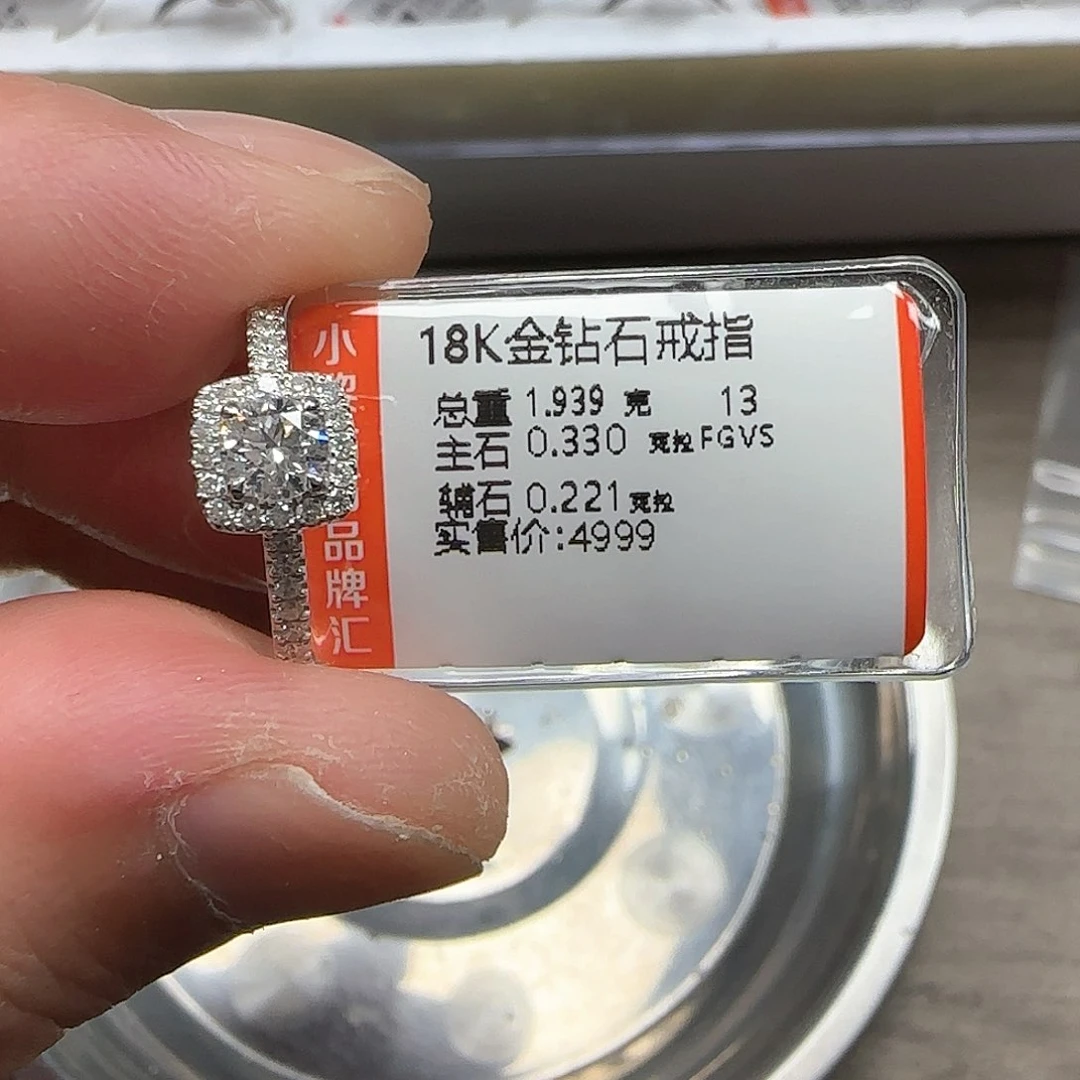 18K金钻石戒指
总重 1.939 克 13
主石 0.330 克拉 FGVS
辅石 0.221 克拉
实售价:4999
小
品牌汇